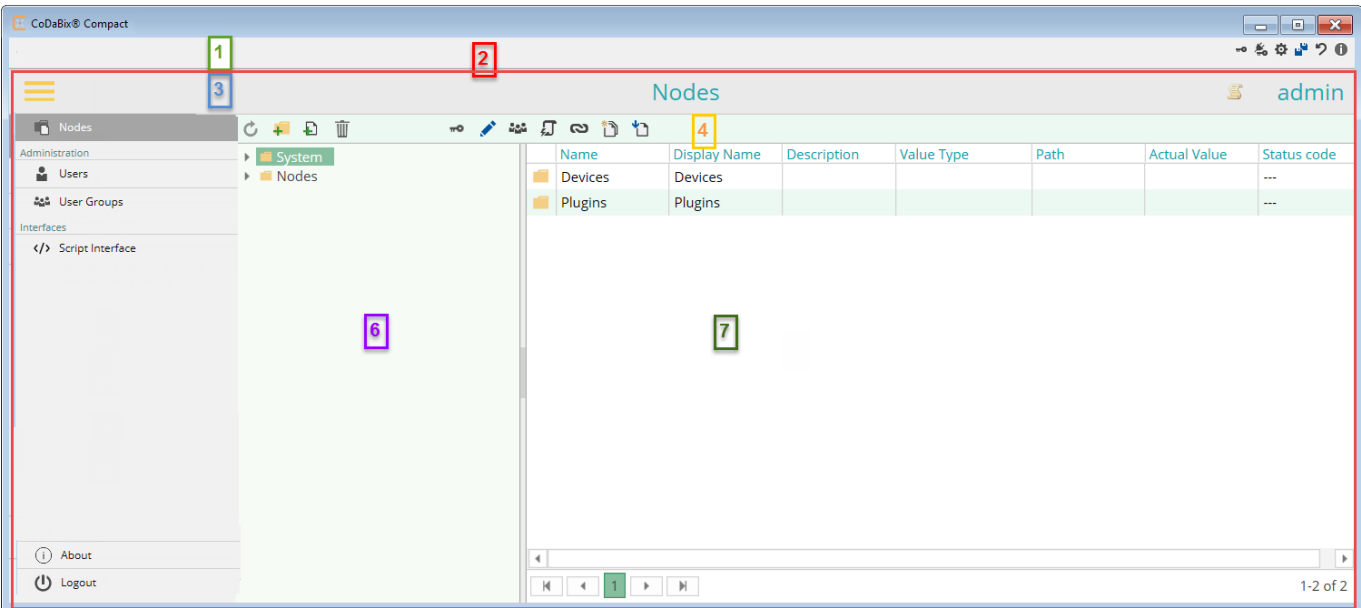 CoDaBix® Compact
1
2
3
Nodes
admin
Nodes
4
Administration
Users
User Groups
Interfaces
</> Script Interface
System
Nodes
Name Display Name Description Value Type Path Actual Value Status code
Devices Devices ---
Plugins Plugins ---
6
7
About
Logout
1
1-2 of 2